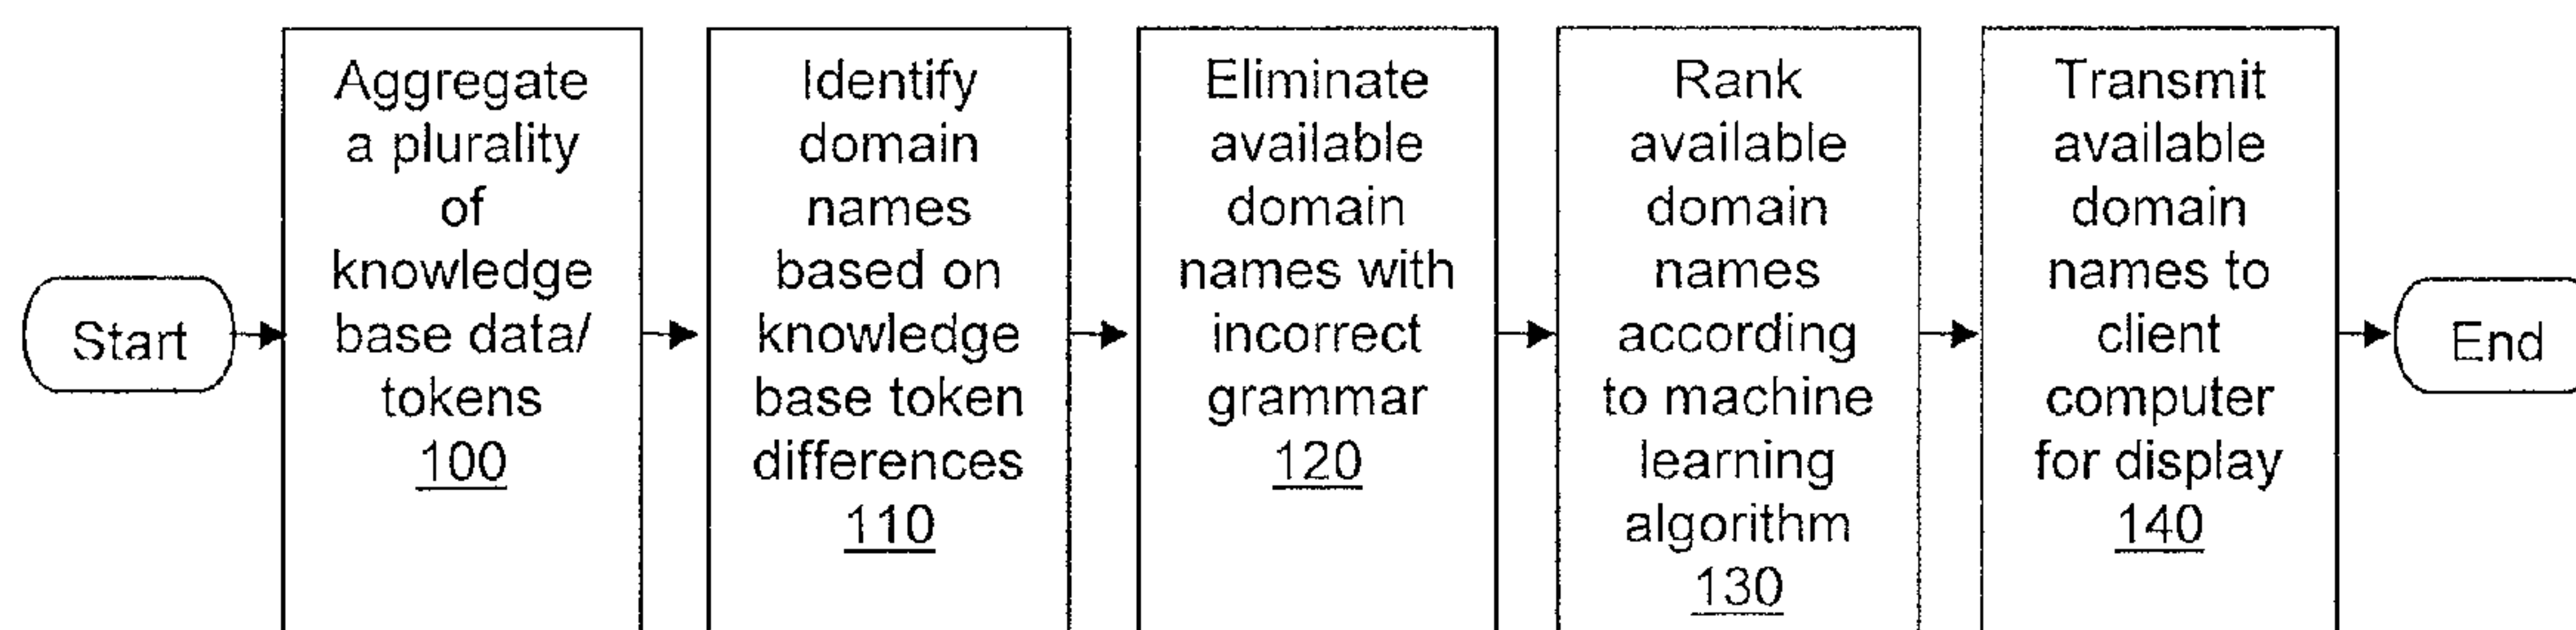 Start
Aggregate
a plurality
of
knowledge
base data/
tokens
100
Identify
domain
names
based on
knowledge
base token
differences
110
Eliminate
available
domain
names with
incorrect
grammar
120
Rank
available
domain
names
according
to machine
learning
algorithm
130
Transmit
available
domain
names to
client
computer
for display
140
End